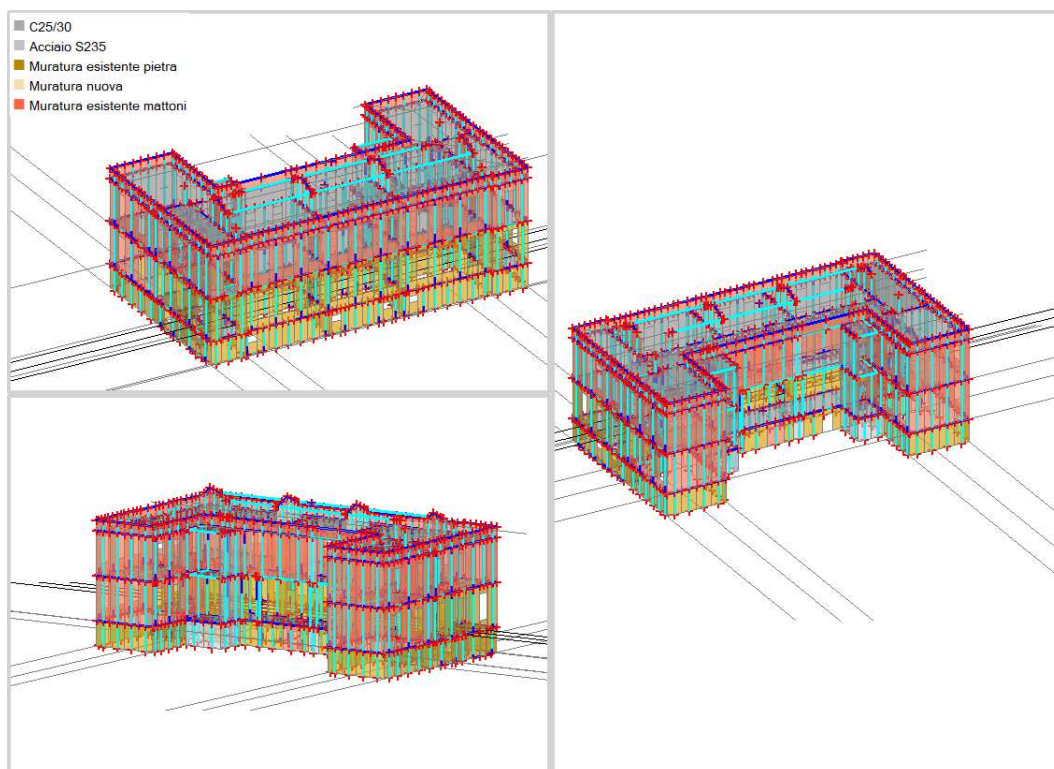 C25/30
Acciaio S235
Muratura esistente pietra
Muratura nuova
Muratura esistente mattoni